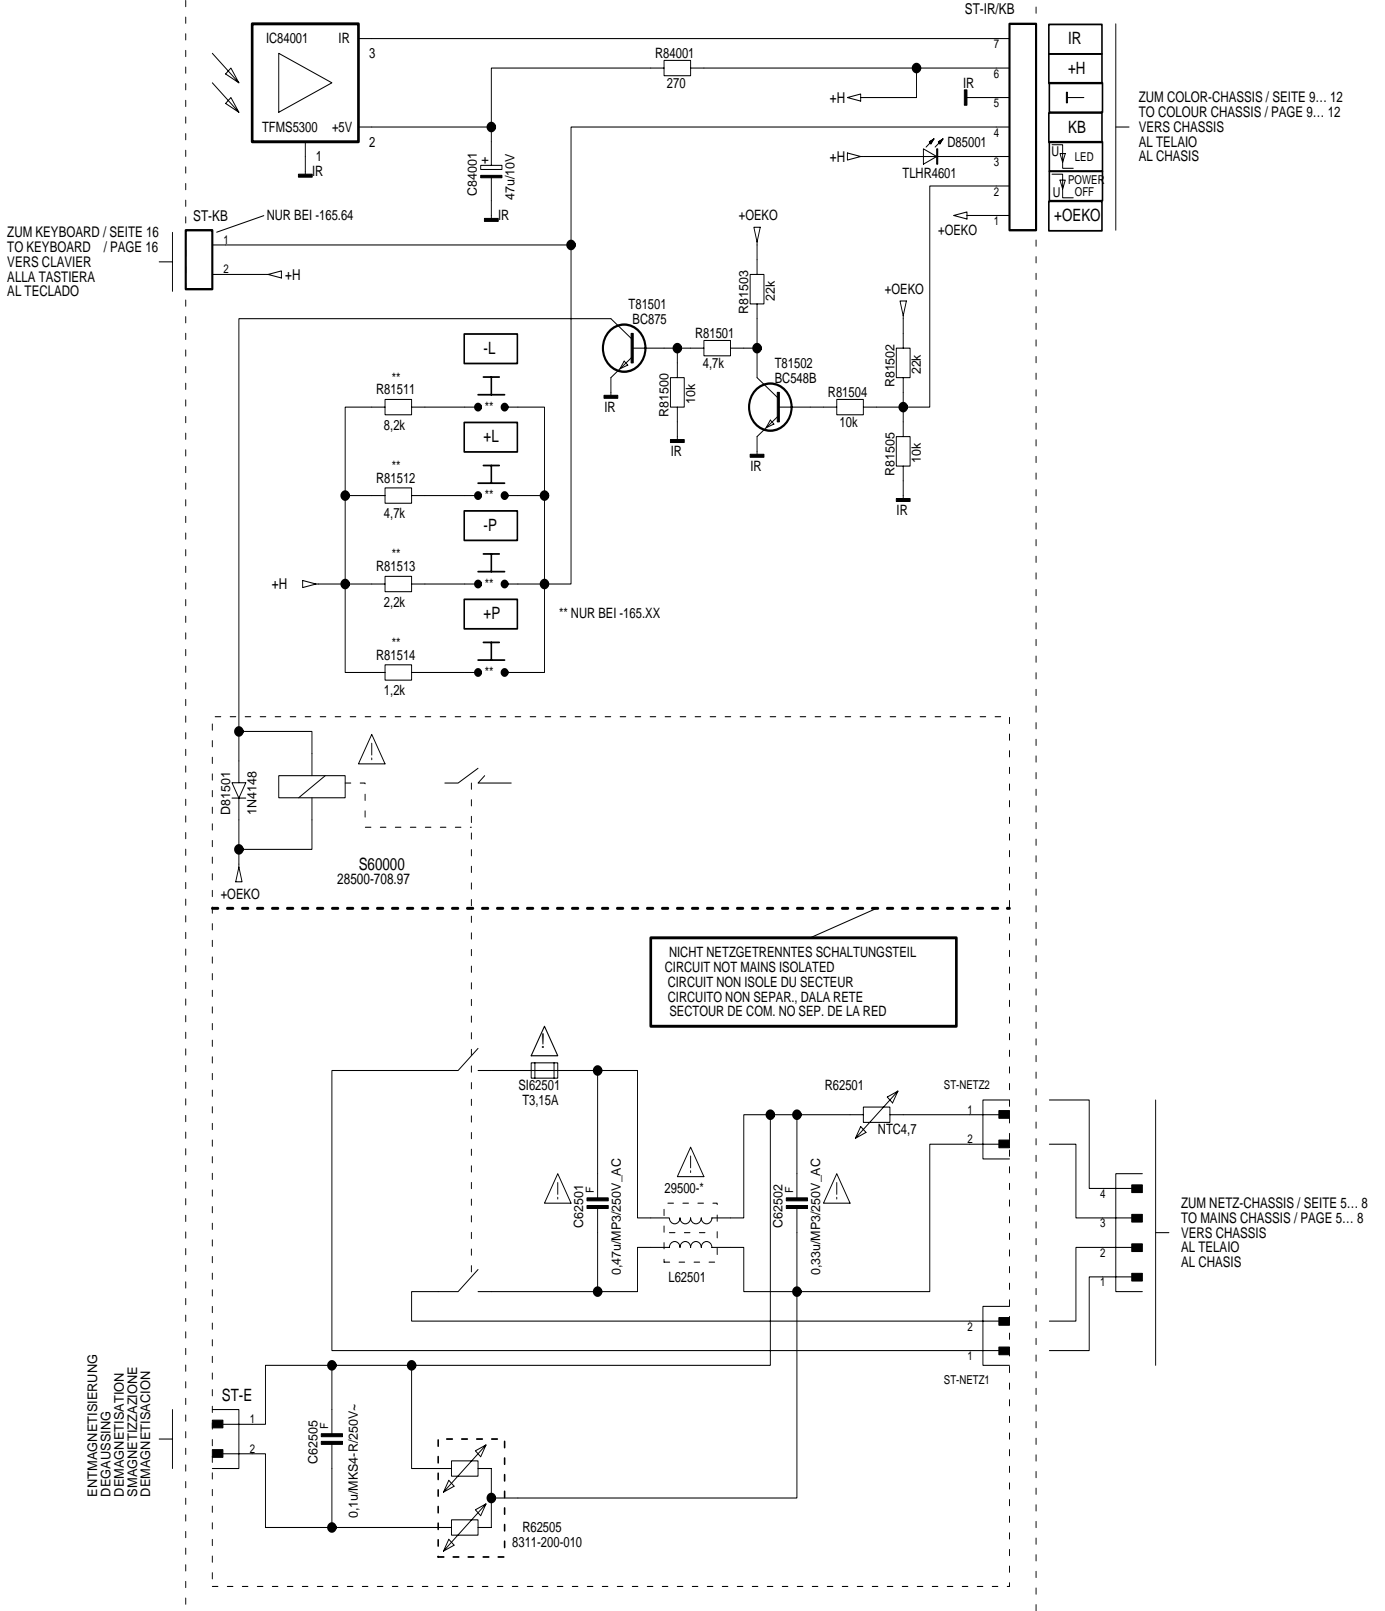 ST-IR/KB
IC84001
IR
3
TFMS5300
+5V
2
1
IR
R84001
270
+H
IR
C84001
+
47u/10V
IR
+H
D85001
TLHR4601
+OEKO
7
6
5
4
3
2
1
IR
+H
KB
U
LED
U
POWER
OFF
+OEKO
ZUM COLOR-CHASSIS / SEITE 9... 12
TO COLOUR CHASSIS / PAGE 9... 12
VERS CHASSIS
AL TELAIO
AL CHASIS
ZUM KEYBOARD / SEITE 16
TO KEYBOARD / PAGE 16
VERS CLAVIER
ALLA TASTIERA
AL TECLADO
ST-KB
NUR BEI -165.64
1
2
+H
+OEKO
R81503
22k
+OEKO
T81501
BC875
R81501
4,7k
R81500
10k
IR
IR
T81502
BC548B
R81504
10k
R81502
22k
R81505
10k
IR
IR
-L
**
R81511
8,2k
**
+L
**
R81512
4,7k
**
-P
**
R81513
2,2k
**
+H
+P
** NUR BEI -165.XX
**
R81514
1,2k
**
D81501
1N4148
!
S60000
28500-708.97
+OEKO
NICHT NETZGETRENNTES SCHALTUNGSTEIL
CIRCUIT NOT MAINS ISOLATED
CIRCUIT NON ISOLE DU SECTEUR
CIRCUITO NON SEPAR., DALA RETE
SECTOUR DE COM. NO SEP. DE LA RED
!
SI62501
T3,15A
R62501
NTC4,7
ST-NETZ2
1
2
!
C62501
F
0,47u/MP3/250V_AC
!
29500-*
L62501
C62502
F
0,33u/MP3/250V_AC
!
4
3
2
1
ZUM NETZ-CHASSIS / SEITE 5... 8
TO MAINS CHASSIS / PAGE 5... 8
VERS CHASSIS
AL TELAIO
AL CHASIS
2
1
ST-NETZ1
ENTMAGNETISIERUNG
DEGAUSSING
DEMAGNETISATION
SMAGNETIZZAZIONE
DEMAGNETISACION
ST-E
1
2
C62505
F
0,1u/MKS4-R/250V~
R62505
8311-200-010